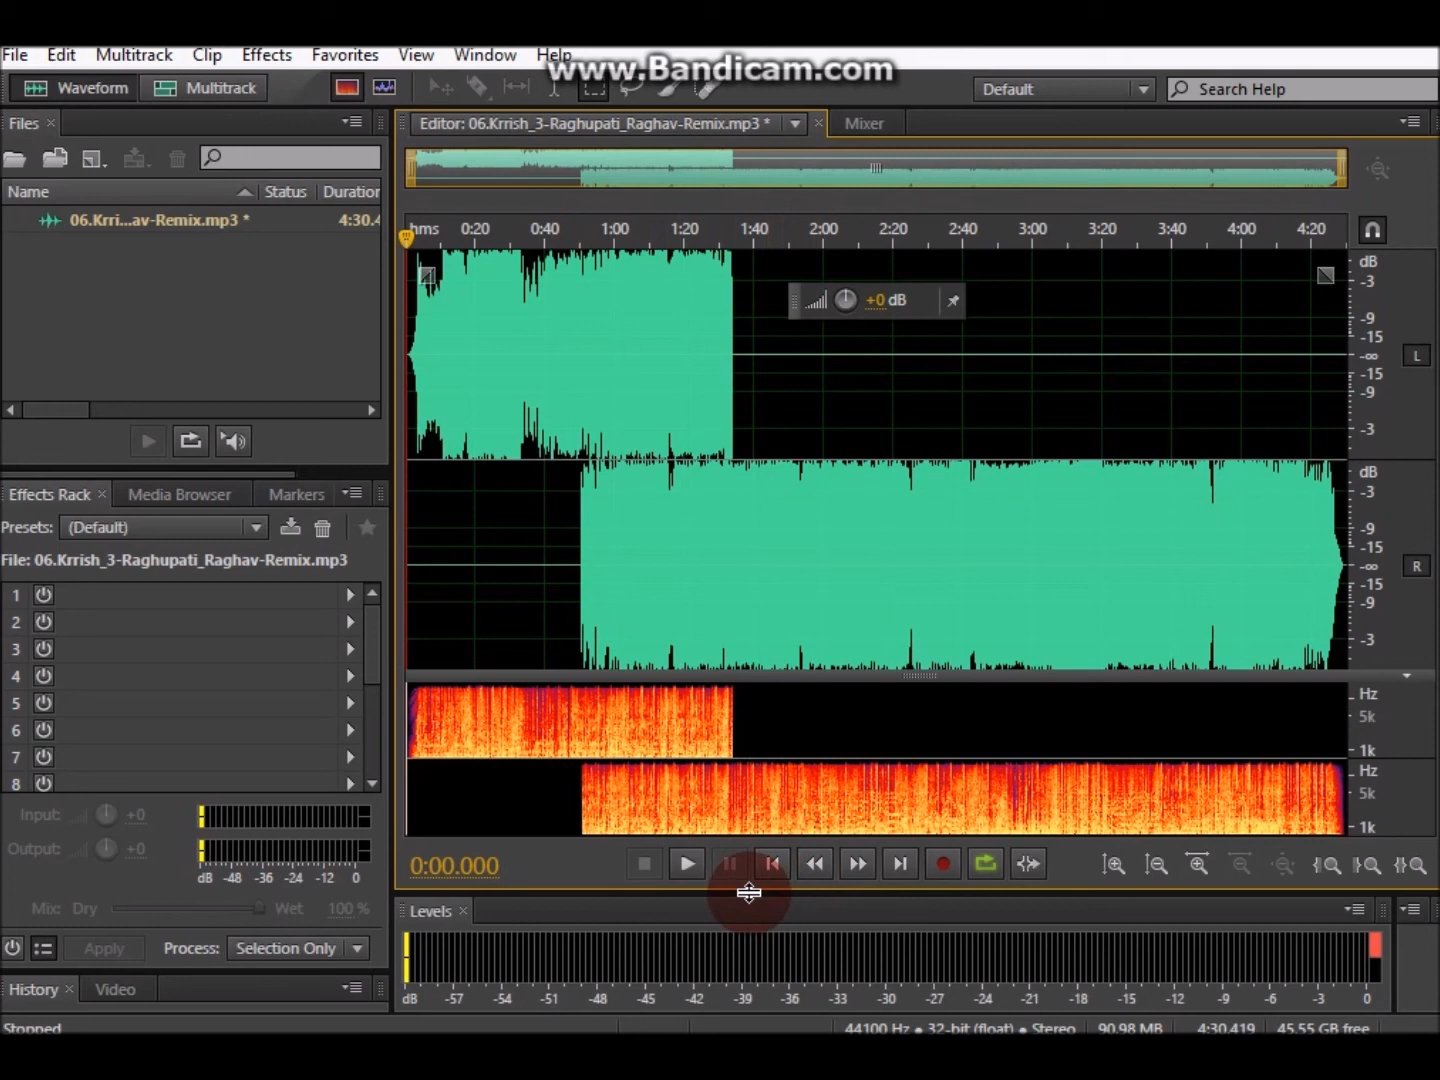 File Edit Multitrack Clip Effects Favorites View Window Help
www.Bandicam.com
Waveform Multitrack Default Search Help
Files × Editor: 06.Krrish_3-Raghupati_Raghav-Remix.mp3 * × Mixer
Name Status Duration
06.Krri...av-Remix.mp3 * 4:30.4
hms 0:20 0:40 1:00 1:20 1:40 2:00 2:20 2:40 3:00 3:20 3:40 4:00 4:20
dB
-3
+0 dB
-9
-15
-∞ L
-15
-9
-3
dB
-3
-9
-15
-∞ R
-15
-9
-3
Hz
5k
1k
Hz
5k
1k
Effects Rack × Media Browser Markers
Presets: (Default)
File: 06.Krrish_3-Raghupati_Raghav-Remix.mp3
1
2
3
4
5
6
7
8
Input: +0
Output: +0
dB -48 -36 -24 -12 0
Mix: Dry Wet 100 %
Apply Process: Selection Only
0:00.000
Levels ×
dB -57 -54 -51 -48 -45 -42 -39 -36 -33 -30 -27 -24 -21 -18 -15 -12 -9 -6 -3 0
History × Video
Stopped 44100 Hz • 32-bit (float) • Stereo 90.98 MB 4:30.419 45.55 GB free